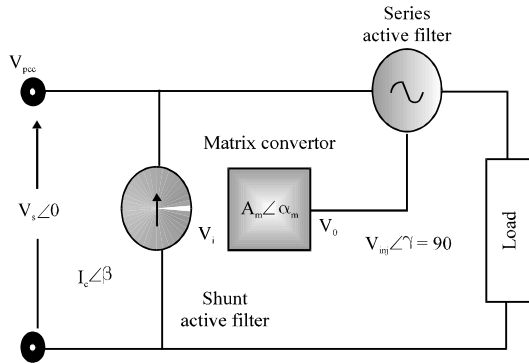 Series
active filter
V_pcc
Matrix convertor
V_s∠0
A_m∠α_m
V_i
V_0
V_inj∠γ = 90
Load
I_c∠β
Shunt
active filter